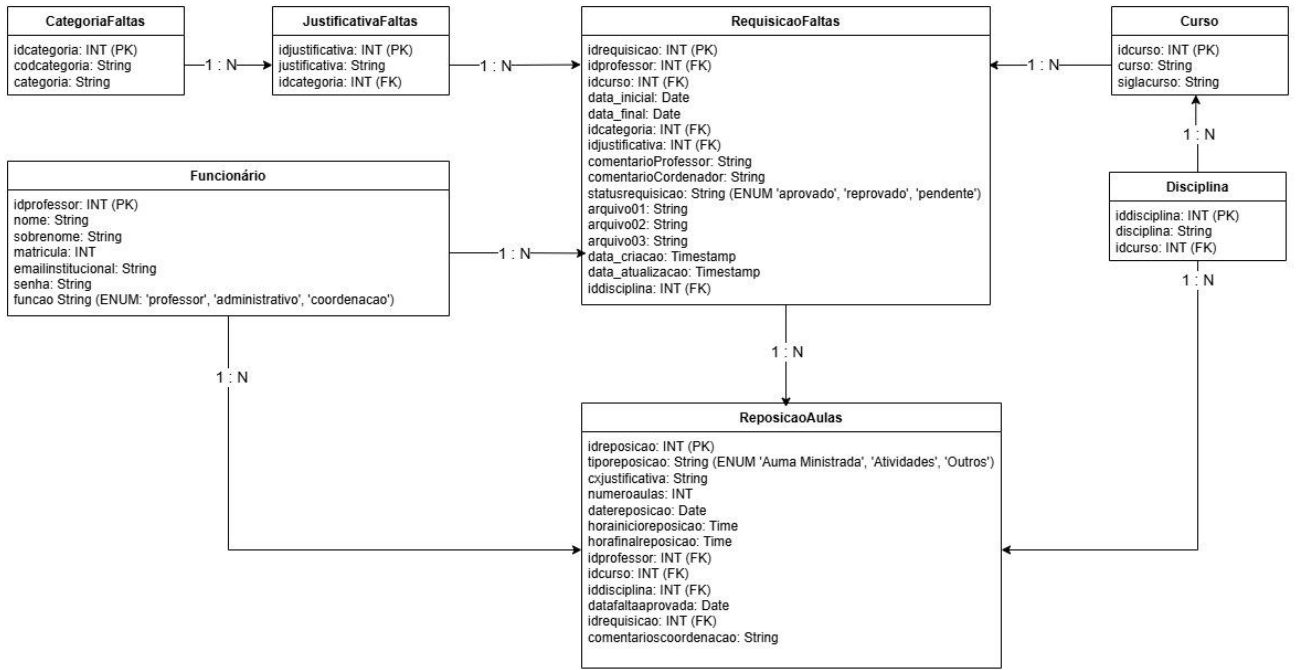 CategoriaFaltas
idcategoria: INT (PK)
codcategoria: String
categoria: String
1 : N
JustificativaFaltas
idjustificativa: INT (PK)
justificativa: String
idcategoria: INT (FK)
1 : N
RequisicaoFaltas
idrequisicao: INT (PK)
idprofessor: INT (FK)
idcurso: INT (FK)
data_inicial: Date
data_final: Date
idcategoria: INT (FK)
idjustificativa: INT (FK)
comentarioProfessor: String
comentarioCordenador: String
statusrequisicao: String (ENUM 'aprovado', 'reprovado', 'pendente')
arquivo01: String
arquivo02: String
arquivo03: String
data_criacao: Timestamp
data_atualizacao: Timestamp
iddisciplina: INT (FK)
1 : N
Curso
idcurso: INT (PK)
curso: String
siglacurso: String
1 : N
Disciplina
iddisciplina: INT (PK)
disciplina: String
idcurso: INT (FK)
1 : N
Funcionário
idprofessor: INT (PK)
nome: String
sobrenome: String
matricula: INT
emailinstitucional: String
senha: String
funcao String (ENUM: 'professor', 'administrativo', 'coordenacao')
1 : N
1 : N
1 : N
ReposicaoAulas
idreposicao: INT (PK)
tiporeposicao: String (ENUM 'Auma Ministrada', 'Atividades', 'Outros')
cxjustificativa: String
numeroaulas: INT
datereposicao: Date
horainicioreposicao: Time
horafinalreposicao: Time
idprofessor: INT (FK)
idcurso: INT (FK)
iddisciplina: INT (FK)
datafaltaaprovada: Date
idrequisicao: INT (FK)
comentarioscoordenacao: String